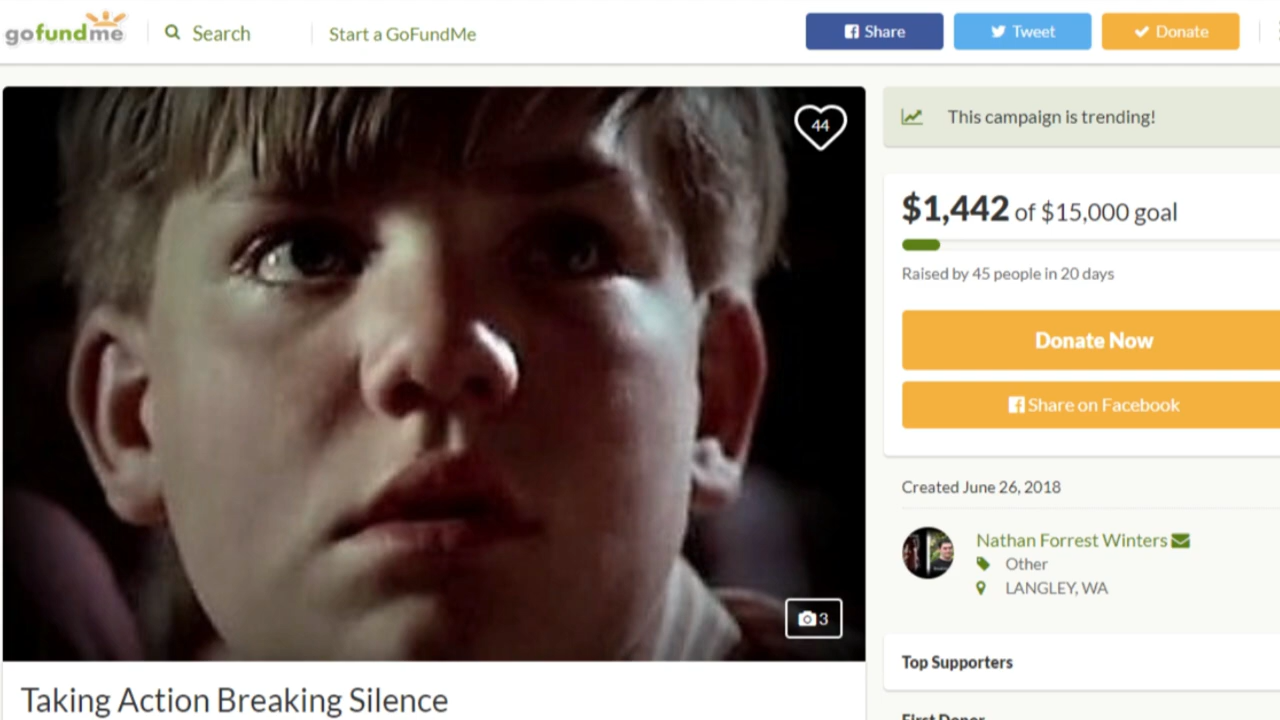 gofundme
Search
Start a GoFundMe
Share
Tweet
Donate
44
This campaign is trending!
$1,442 of $15,000 goal
Raised by 45 people in 20 days
Donate Now
Share on Facebook
Created June 26, 2018
Nathan Forrest Winters
Other
LANGLEY, WA
3
Top Supporters
Taking Action Breaking Silence
First Donor